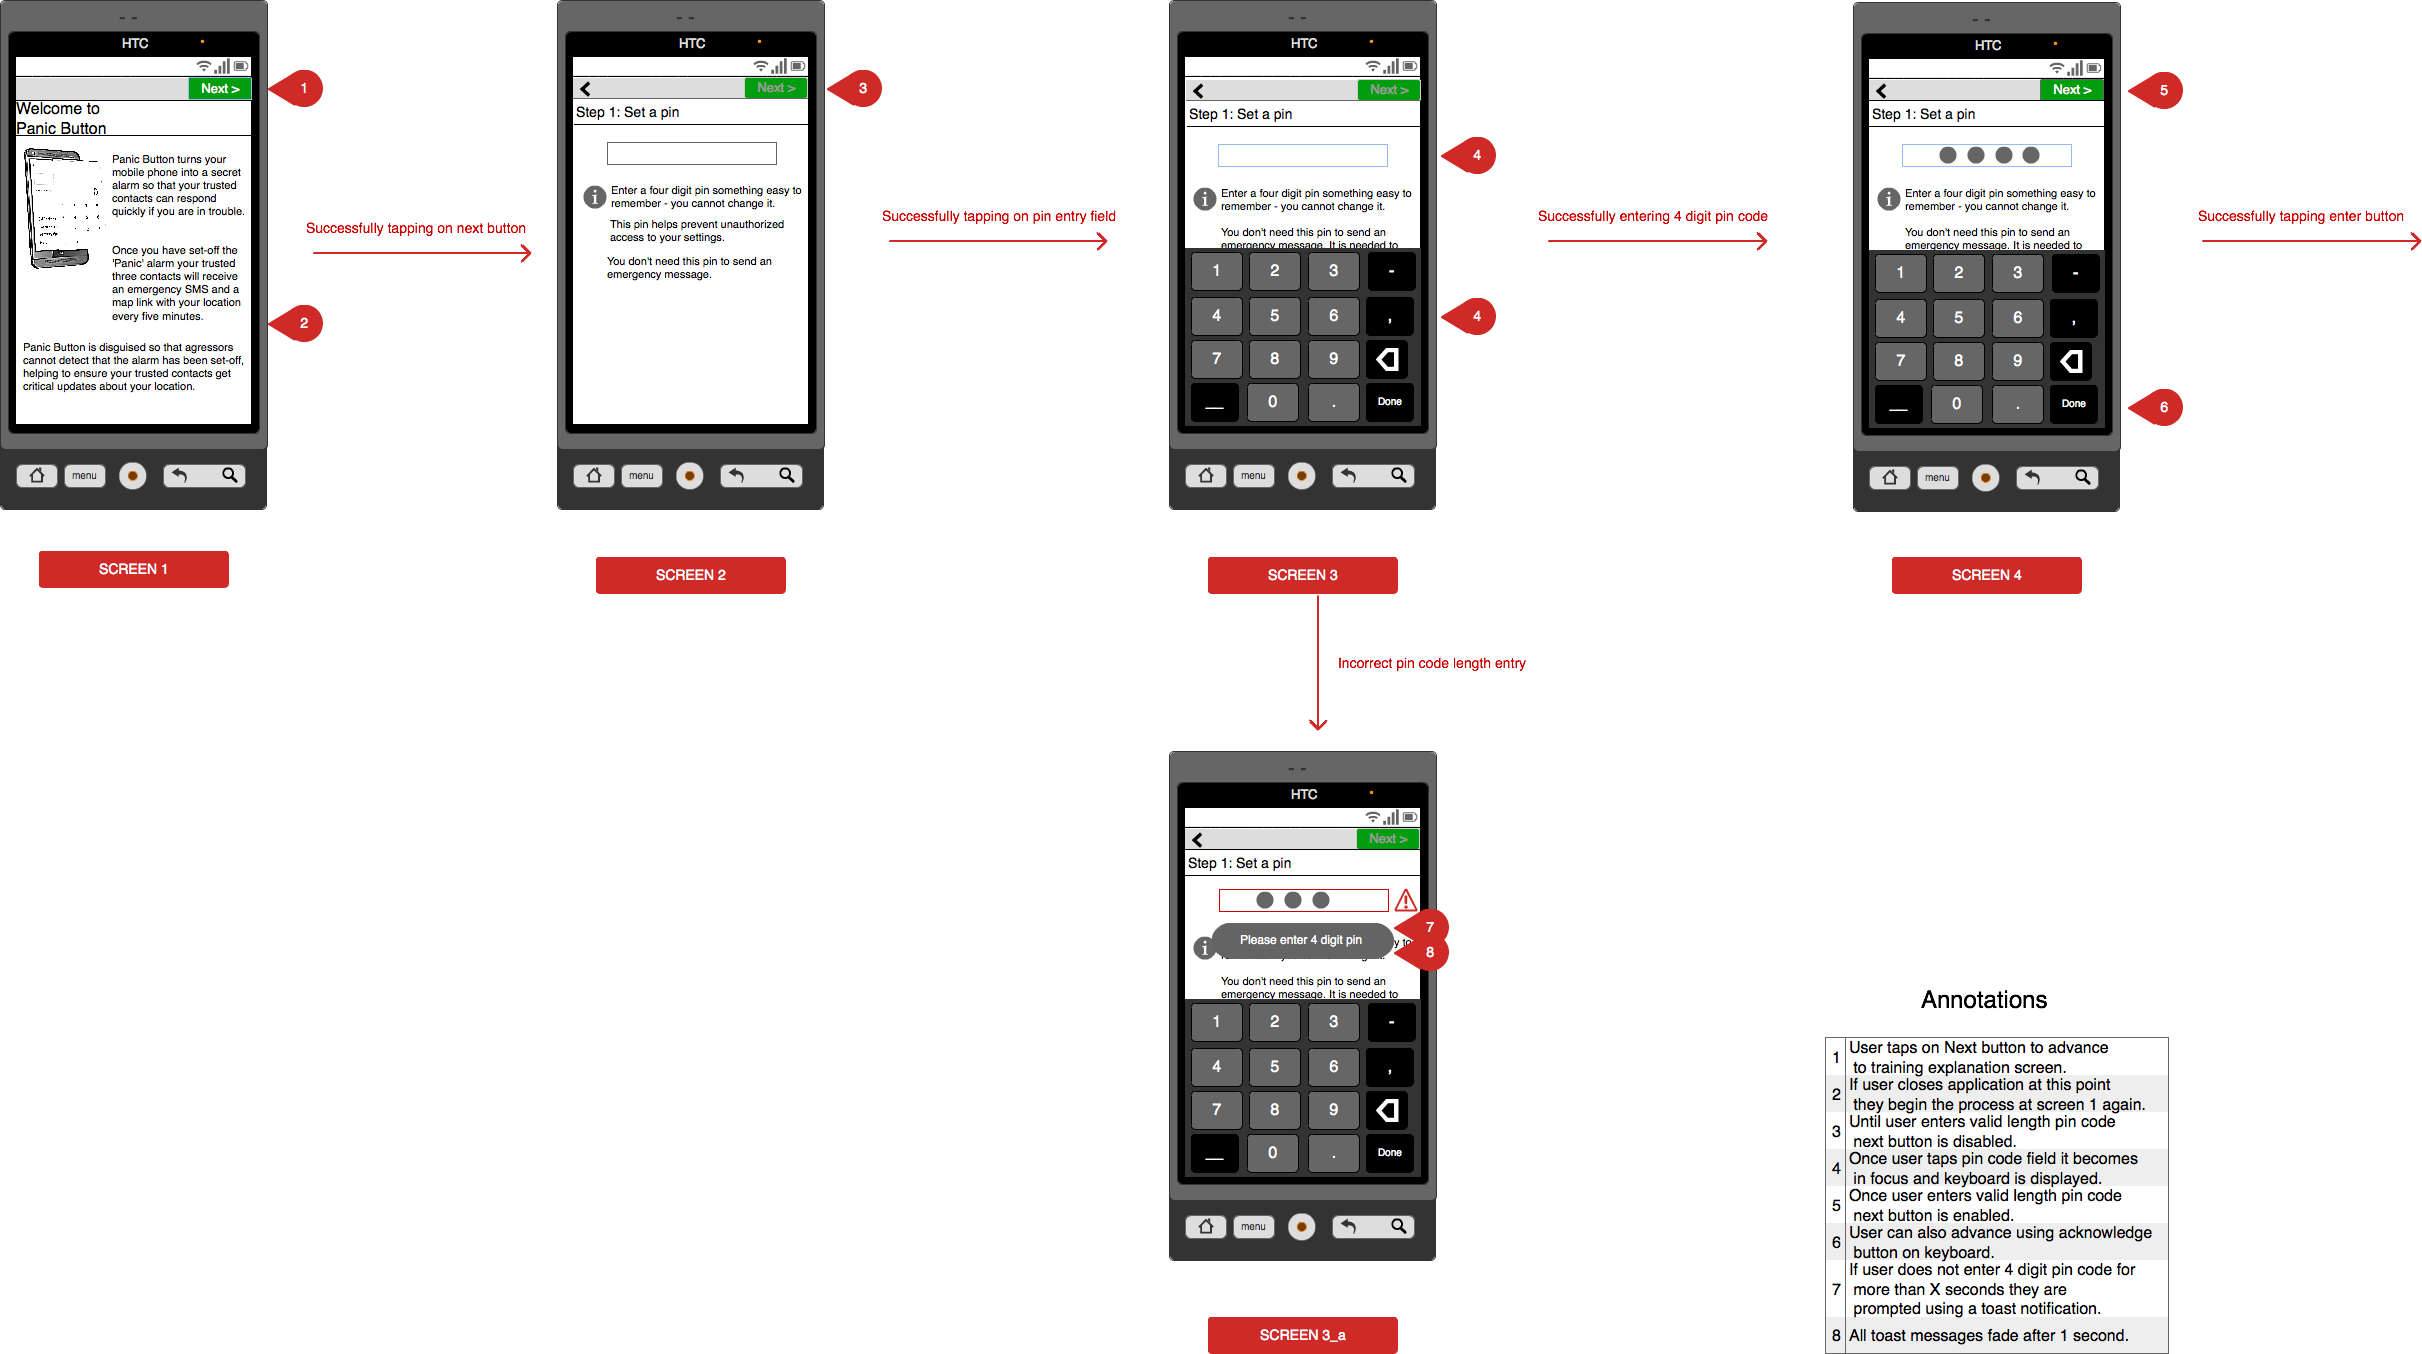 HTC
Next >
Welcome to
Panic Button
Panic Button turns your
mobile phone into a secret
alarm so that your trusted
contacts can respond
quickly if you are in trouble.
Once you have set-off the
'Panic' alarm your trusted
three contacts will receive
an emergency SMS and a
map link with your location
every five minutes.
Panic Button is disguised so that agressors
cannot detect that the alarm has been set-off,
helping to ensure your trusted contacts get
critical updates about your location.
menu
1
2
SCREEN 1
Successfully tapping on next button
HTC
Next >
Step 1: Set a pin
Enter a four digit pin something easy to
remember - you cannot change it.
This pin helps prevent unauthorized
access to your settings.
You don't need this pin to send an
emergency message.
menu
3
SCREEN 2
Successfully tapping on pin entry field
HTC
Next >
Step 1: Set a pin
Enter a four digit pin something easy to
remember - you cannot change it.
You don't need this pin to send an
emergency message. It is needed to
1 2 3 -
4 5 6 ,
7 8 9
__ 0 . Done
menu
4
4
SCREEN 3
Successfully entering 4 digit pin code
HTC
Next >
Step 1: Set a pin
Enter a four digit pin something easy to
remember - you cannot change it.
You don't need this pin to send an
emergency message. It is needed to
1 2 3 -
4 5 6 ,
7 8 9
__ 0 . Done
menu
5
6
SCREEN 4
Successfully tapping enter button
Incorrect pin code length entry
HTC
Next >
Step 1: Set a pin
Please enter 4 digit pin
7
8
You don't need this pin to send an
emergency message. It is needed to
1 2 3 -
4 5 6 ,
7 8 9
__ 0 . Done
menu
SCREEN 3_a
Annotations
1 User taps on Next button to advance
to training explanation screen.
2 If user closes application at this point
they begin the process at screen 1 again.
3 Until user enters valid length pin code
next button is disabled.
4 Once user taps pin code field it becomes
in focus and keyboard is displayed.
5 Once user enters valid length pin code
next button is enabled.
6 User can also advance using acknowledge
button on keyboard.
7 If user does not enter 4 digit pin code for
more than X seconds they are
prompted using a toast notification.
8 All toast messages fade after 1 second.